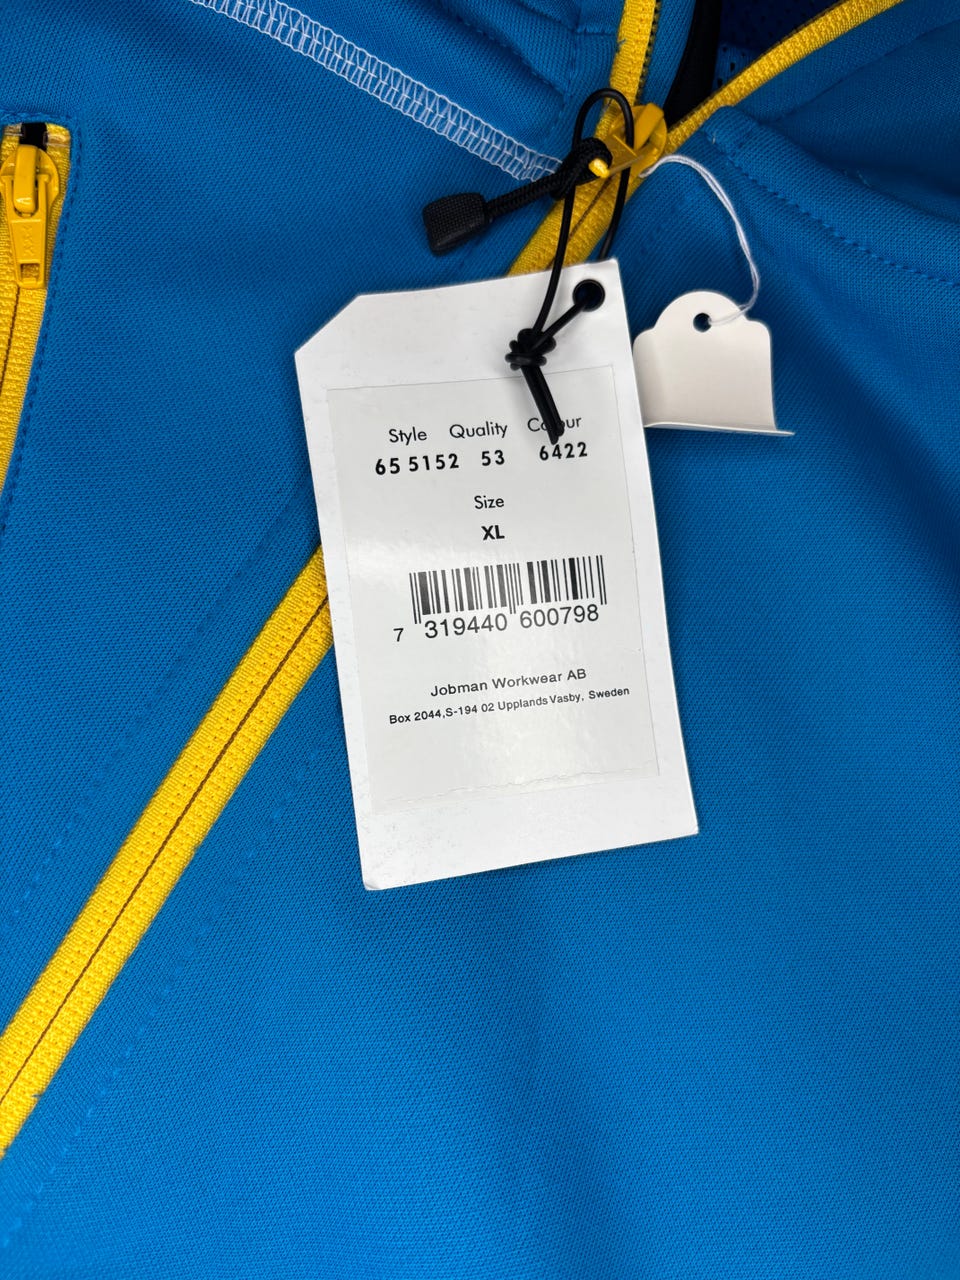 Style Quality Colour
65 5152 53 6422
Size
XL
7 319440 600798
Jobman Workwear AB
Box 2044,S-194 02 Upplands Vasby, Sweden